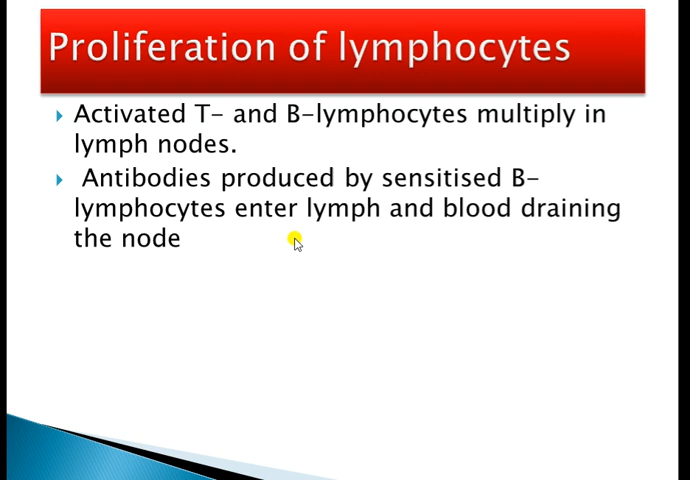 Proliferation of lymphocytes
Activated T- and B-lymphocytes multiply in
lymph nodes.
Antibodies produced by sensitised B-
lymphocytes enter lymph and blood draining
the node